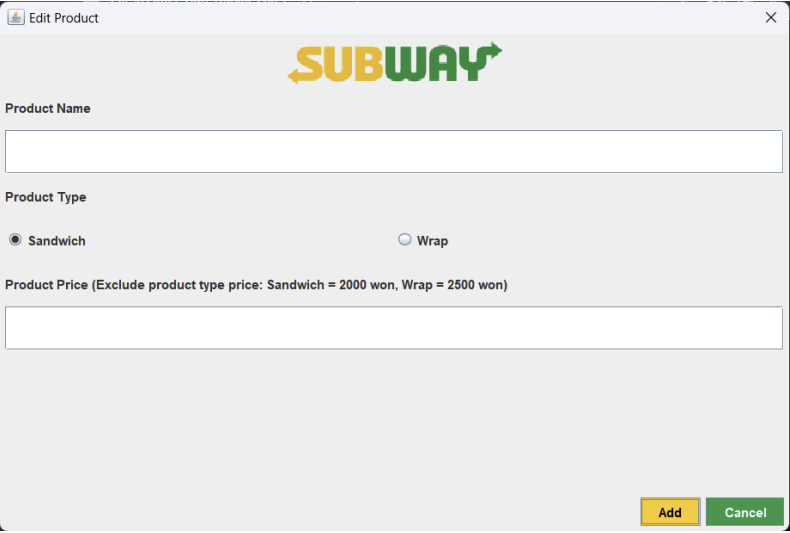 Edit Product
SUBWAY
Product Name
Product Type
Sandwich
Wrap
Product Price (Exclude product type price: Sandwich = 2000 won, Wrap = 2500 won)
Add
Cancel